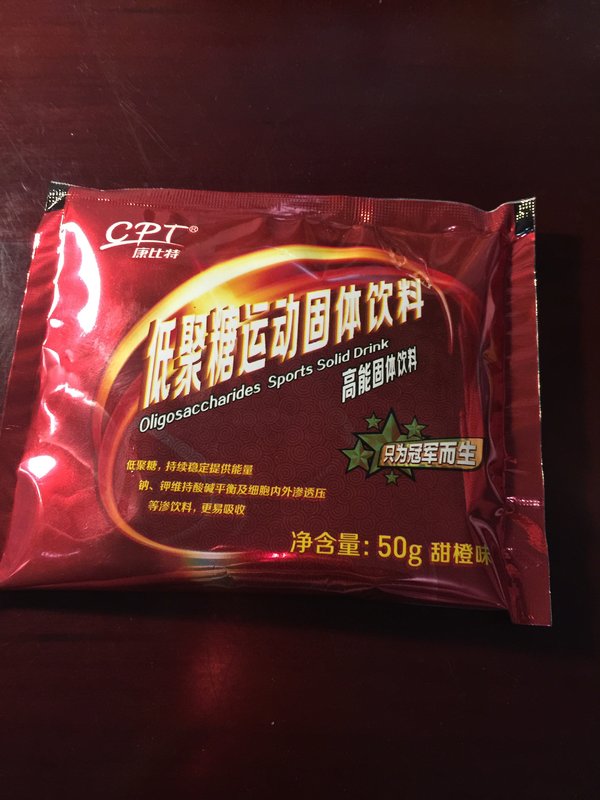 CPT®
康比特
低聚糖运动固体饮料
Oligosaccharides Sports Solid Drink
高能固体饮料
只为冠军而生
低聚糖，持续稳定提供能量
钠、钾维持酸碱平衡及细胞内外渗透压
等渗饮料，更易吸收
净含量：50g 甜橙味